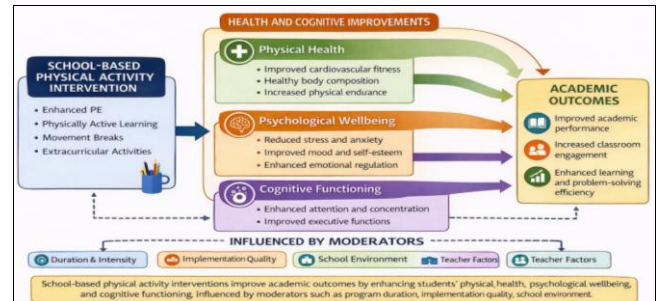 HEALTH AND COGNITIVE IMPROVEMENTS
SCHOOL-BASED
PHYSICAL ACTIVITY
INTERVENTION
• Enhanced PE
• Physically Active Learning
• Movement Breaks
• Extracurricular Activities
Physical Health
• Improved cardiovascular fitness
• Healthy body composition
• Increased physical endurance
Psychological Wellbeing
• Reduced stress and anxiety
• Improved mood and self-esteem
• Enhanced emotional regulation
Cognitive Functioning
• Enhanced attention and concentration
• Improved executive functions
ACADEMIC
OUTCOMES
Improved academic
performance
Increased classroom
engagement
Enhanced learning
and problem-solving
efficiency
INFLUENCED BY MODERATORS
Duration & Intensity
Implementation Quality
School Environment
Teacher Factors
Teacher Factors
School-based physical activity interventions improve academic outcomes by enhancing students' physical health, psychological wellbeing,
and cognitive functioning, influenced by moderators such as program duration, implementation quality, school environment.